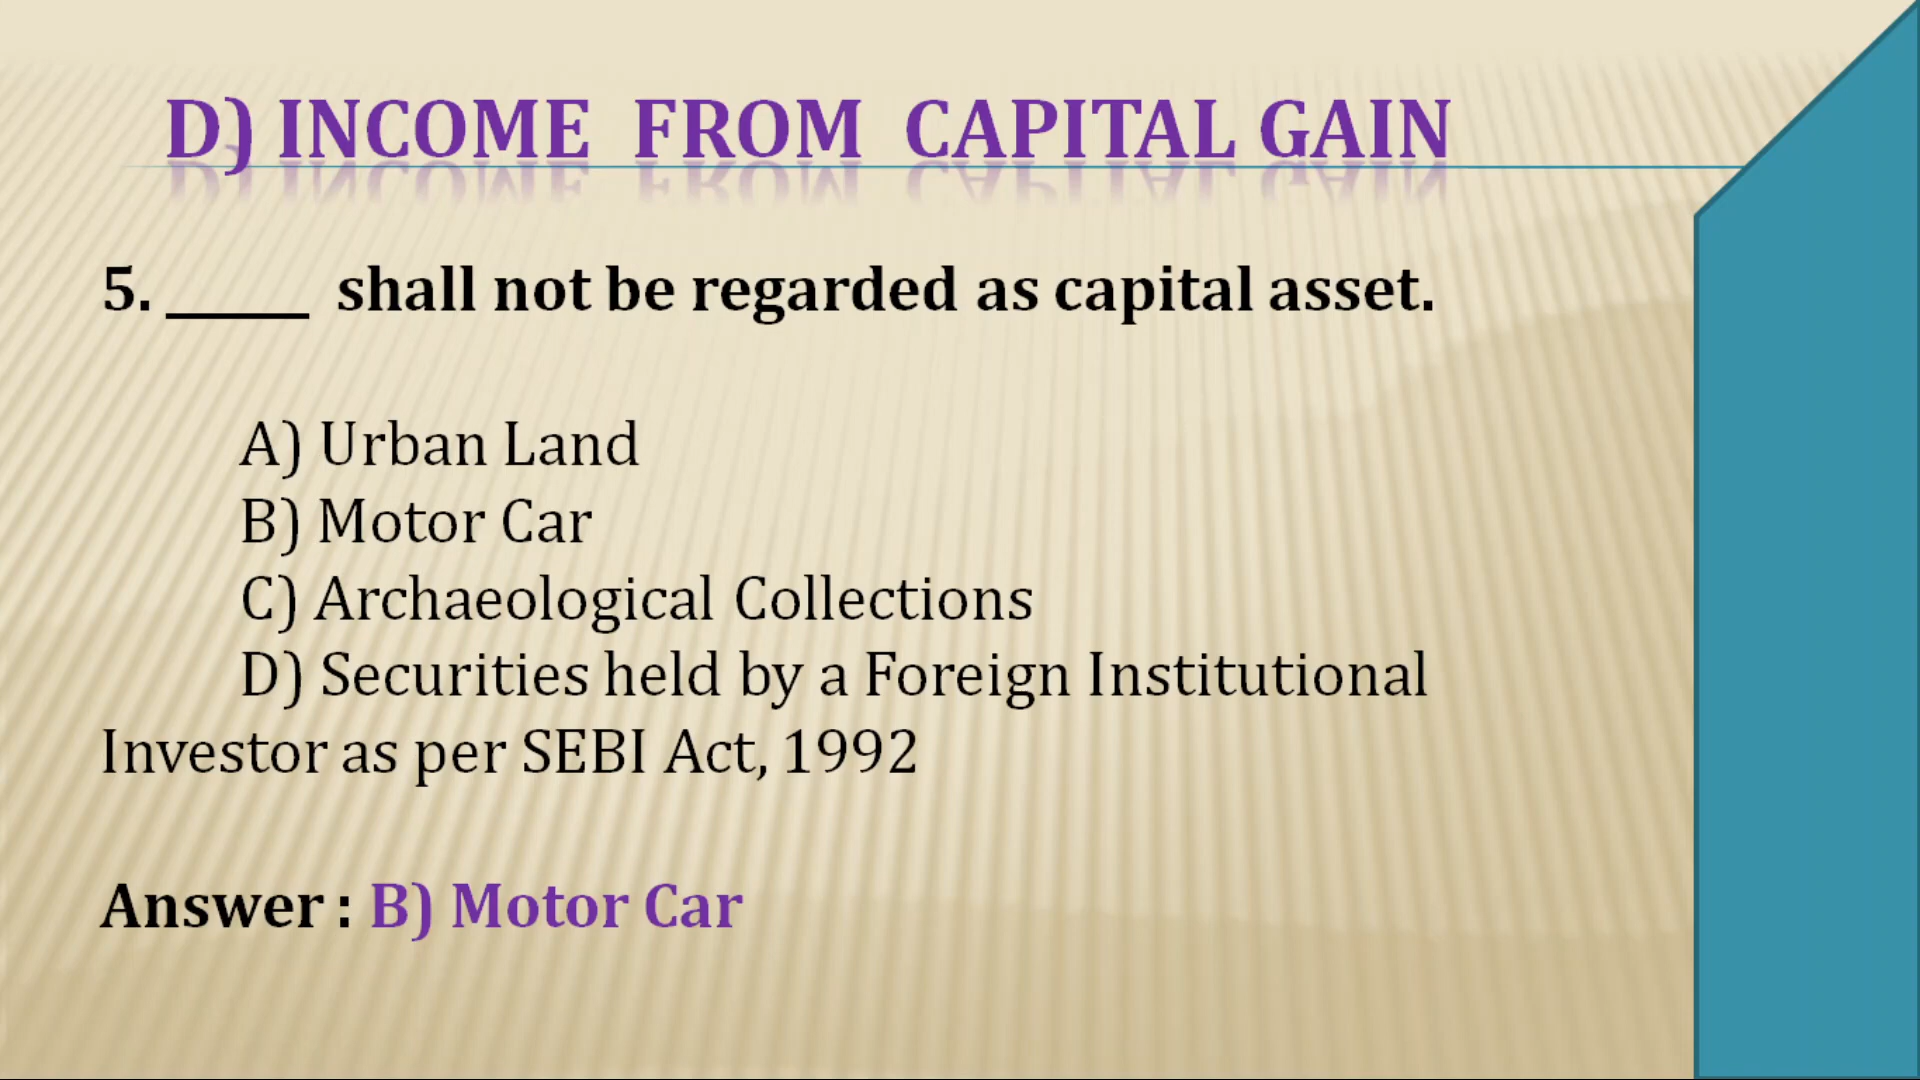 D) INCOME FROM CAPITAL GAIN
5. _____ shall not be regarded as capital asset.
A) Urban Land
B) Motor Car
C) Archaeological Collections
D) Securities held by a Foreign Institutional
Investor as per SEBI Act, 1992
Answer : B) Motor Car